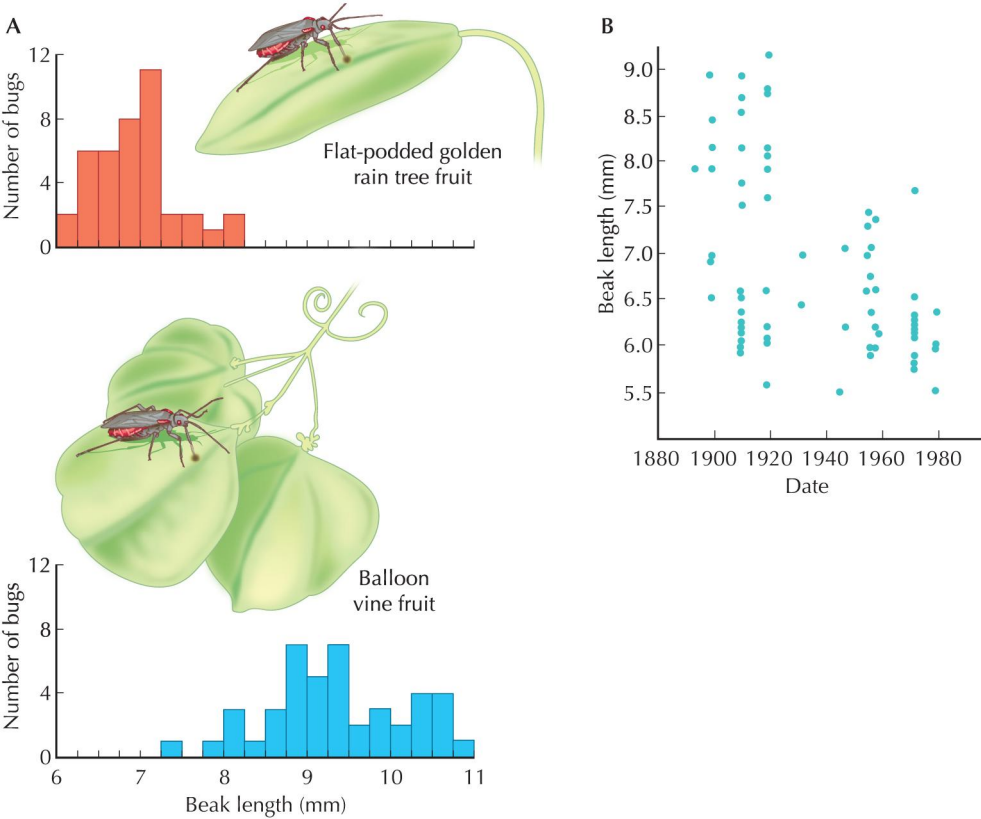 A
12
8
4
0
Number of bugs
Flat-podded golden
rain tree fruit
12
8
4
0
Number of bugs
Balloon
vine fruit
6 7 8 9 10 11
Beak length (mm)
B
9.0
8.5
8.0
7.5
7.0
6.5
6.0
5.5
Beak length (mm)
1880 1900 1920 1940 1960 1980
Date